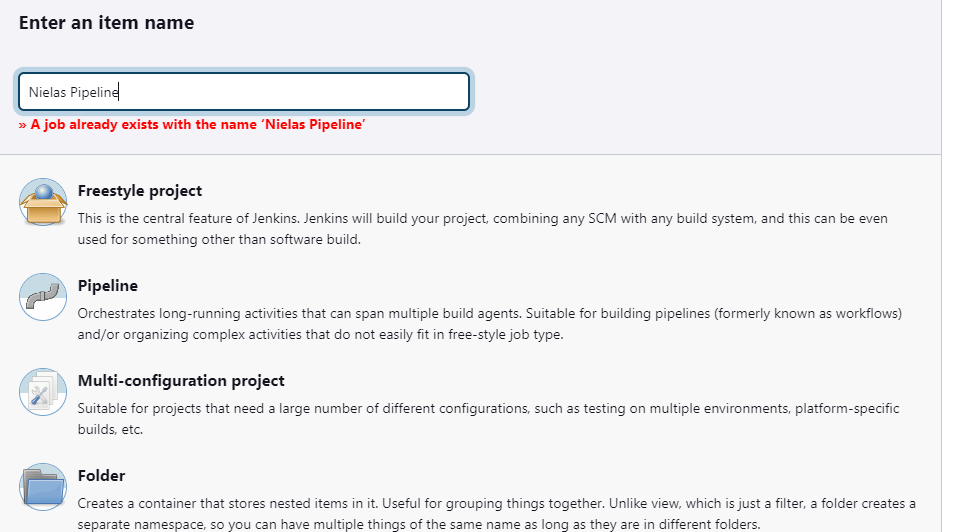 Enter an item name
Nielas Pipeline
» A job already exists with the name ‘Nielas Pipeline’
Freestyle project
This is the central feature of Jenkins. Jenkins will build your project, combining any SCM with any build system, and this can be even
used for something other than software build.
Pipeline
Orchestrates long-running activities that can span multiple build agents. Suitable for building pipelines (formerly known as workflows)
and/or organizing complex activities that do not easily fit in free-style job type.
Multi-configuration project
Suitable for projects that need a large number of different configurations, such as testing on multiple environments, platform-specific
builds, etc.
Folder
Creates a container that stores nested items in it. Useful for grouping things together. Unlike view, which is just a filter, a folder creates a
separate namespace, so you can have multiple things of the same name as long as they are in different folders.